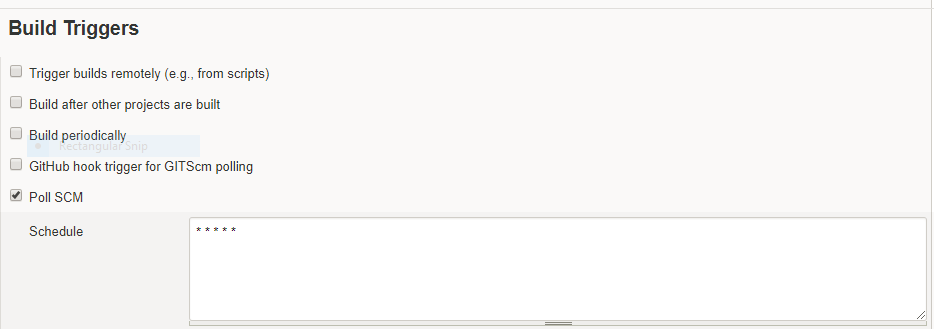 Build Triggers
Trigger builds remotely (e.g., from scripts)
Build after other projects are built
Build periodically
Rectangular Snip
GitHub hook trigger for GITScm polling
Poll SCM
Schedule
* * * * *